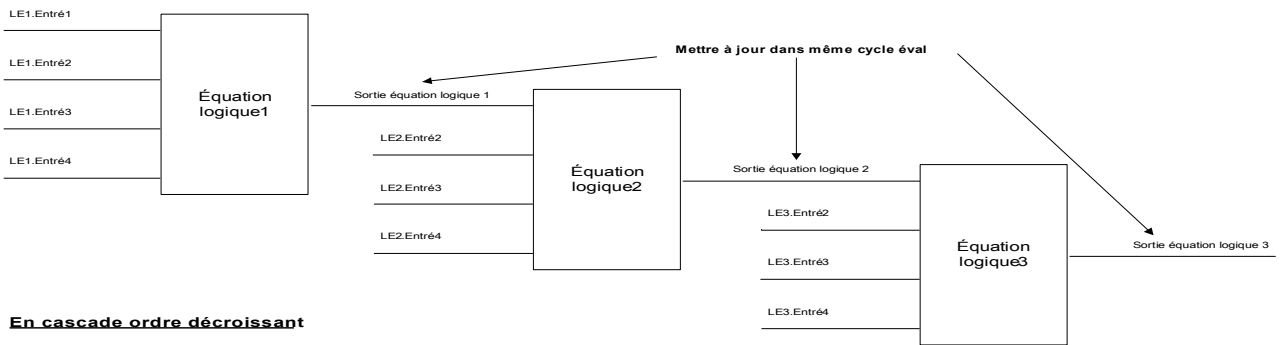 LE1.Entré1
LE1.Entré2
LE1.Entré3
LE1.Entré4
Équation
logique1
Mettre à jour dans même cycle éval
Sortie équation logique 1
LE2.Entré2
LE2.Entré3
LE2.Entré4
Équation
logique2
Sortie équation logique 2
LE3.Entré2
LE3.Entré3
LE3.Entré4
Équation
logique3
Sortie équation logique 3
En cascade ordre décroissant